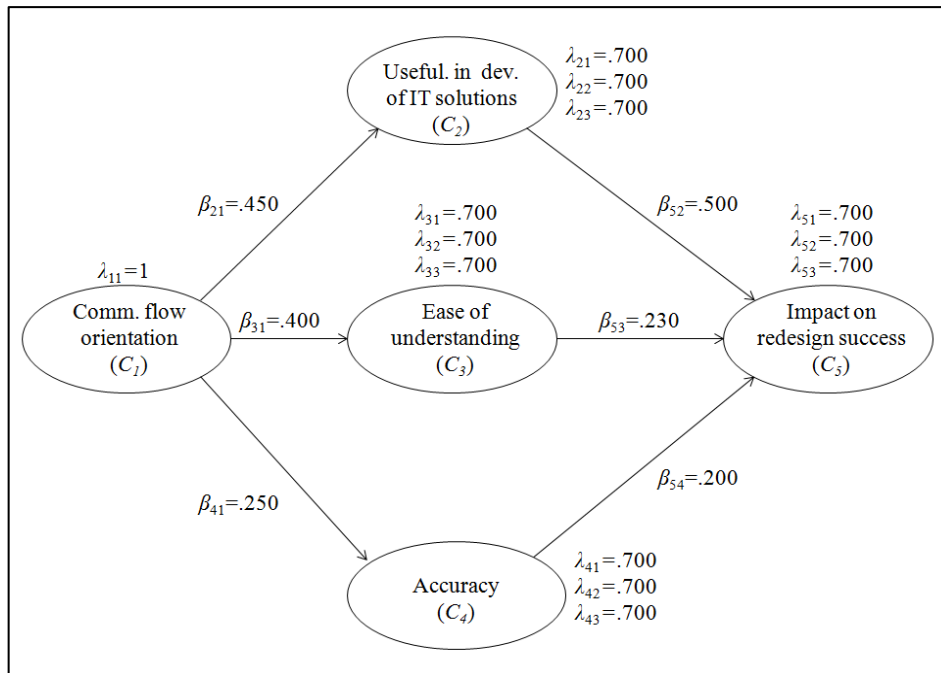 Useful. in dev.
of IT solutions
(C₂)
λ₂₁=.700
λ₂₂=.700
λ₂₃=.700
β₂₁=.450
β₅₂=.500
λ₁₁=1
Comm. flow
orientation
(C₁)
β₃₁=.400
λ₃₁=.700
λ₃₂=.700
λ₃₃=.700
Ease of
understanding
(C₃)
β₅₃=.230
λ₅₁=.700
λ₅₂=.700
λ₅₃=.700
Impact on
redesign success
(C₅)
β₄₁=.250
β₅₄=.200
Accuracy
(C₄)
λ₄₁=.700
λ₄₂=.700
λ₄₃=.700